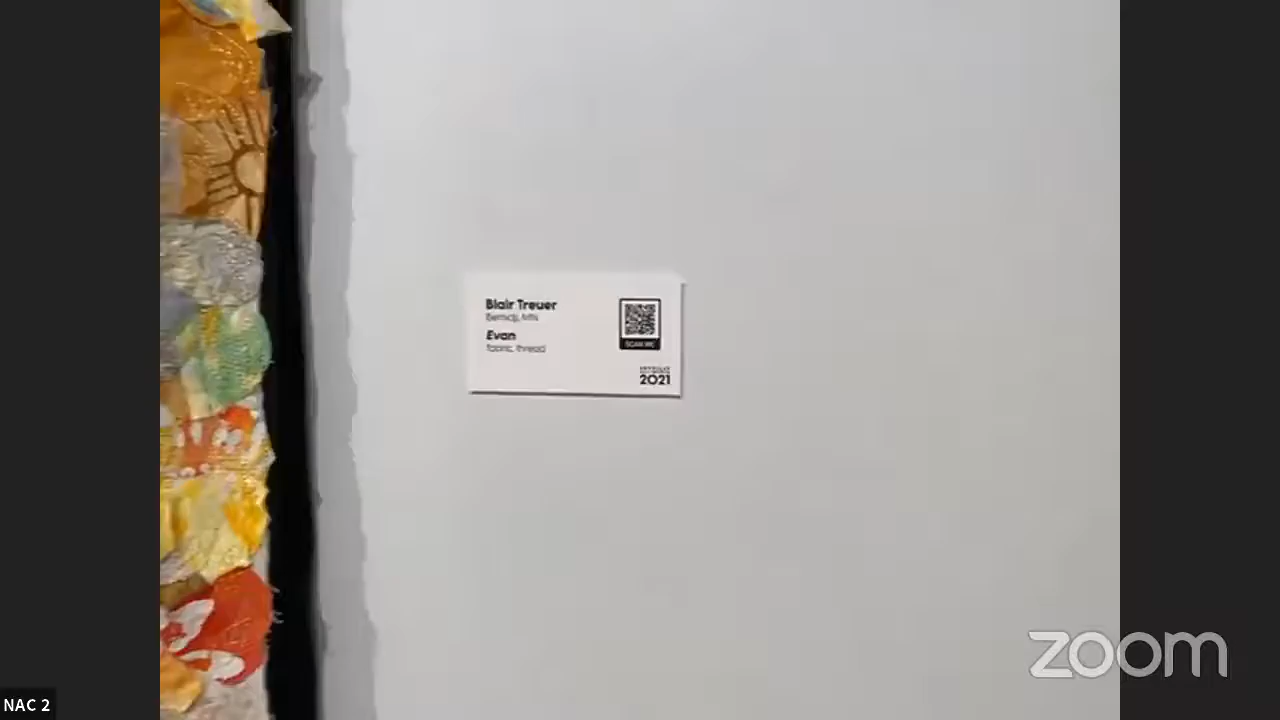 Blair Treuer
Bemidji, MN
Evan
fabric, thread
SCAN ME
2021
zoom
NAC 2